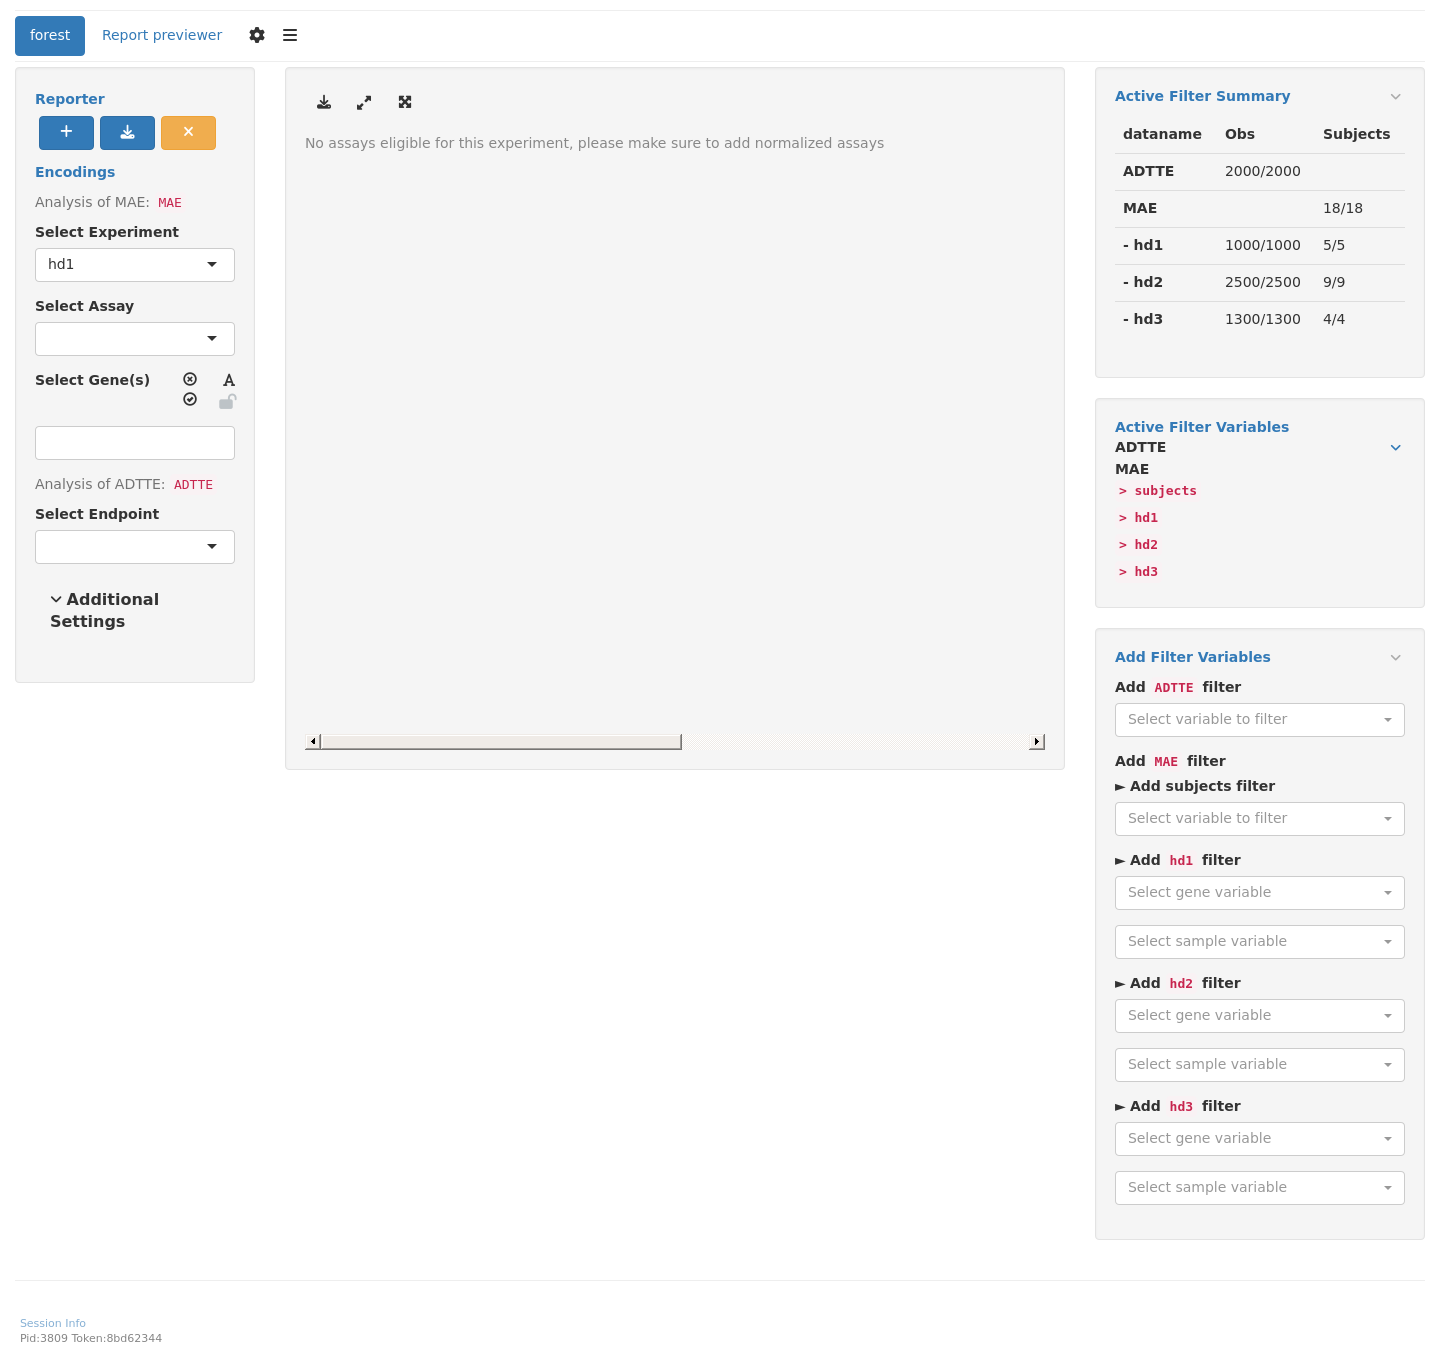 forest
Report previewer
Reporter
Encodings
Analysis of MAE: MAE
Select Experiment
hd1
Select Assay
Select Gene(s)
Analysis of ADTTE: ADTTE
Select Endpoint
Additional
Settings
No assays eligible for this experiment, please make sure to add normalized assays
Active Filter Summary
dataname Obs Subjects
ADTTE 2000/2000
MAE 18/18
- hd1 1000/1000 5/5
- hd2 2500/2500 9/9
- hd3 1300/1300 4/4
Active Filter Variables
ADTTE
MAE
> subjects
> hd1
> hd2
> hd3
Add Filter Variables
Add ADTTE filter
Select variable to filter
Add MAE filter
► Add subjects filter
Select variable to filter
► Add hd1 filter
Select gene variable
Select sample variable
► Add hd2 filter
Select gene variable
Select sample variable
► Add hd3 filter
Select gene variable
Select sample variable
Session Info
Pid:3809 Token:8bd62344